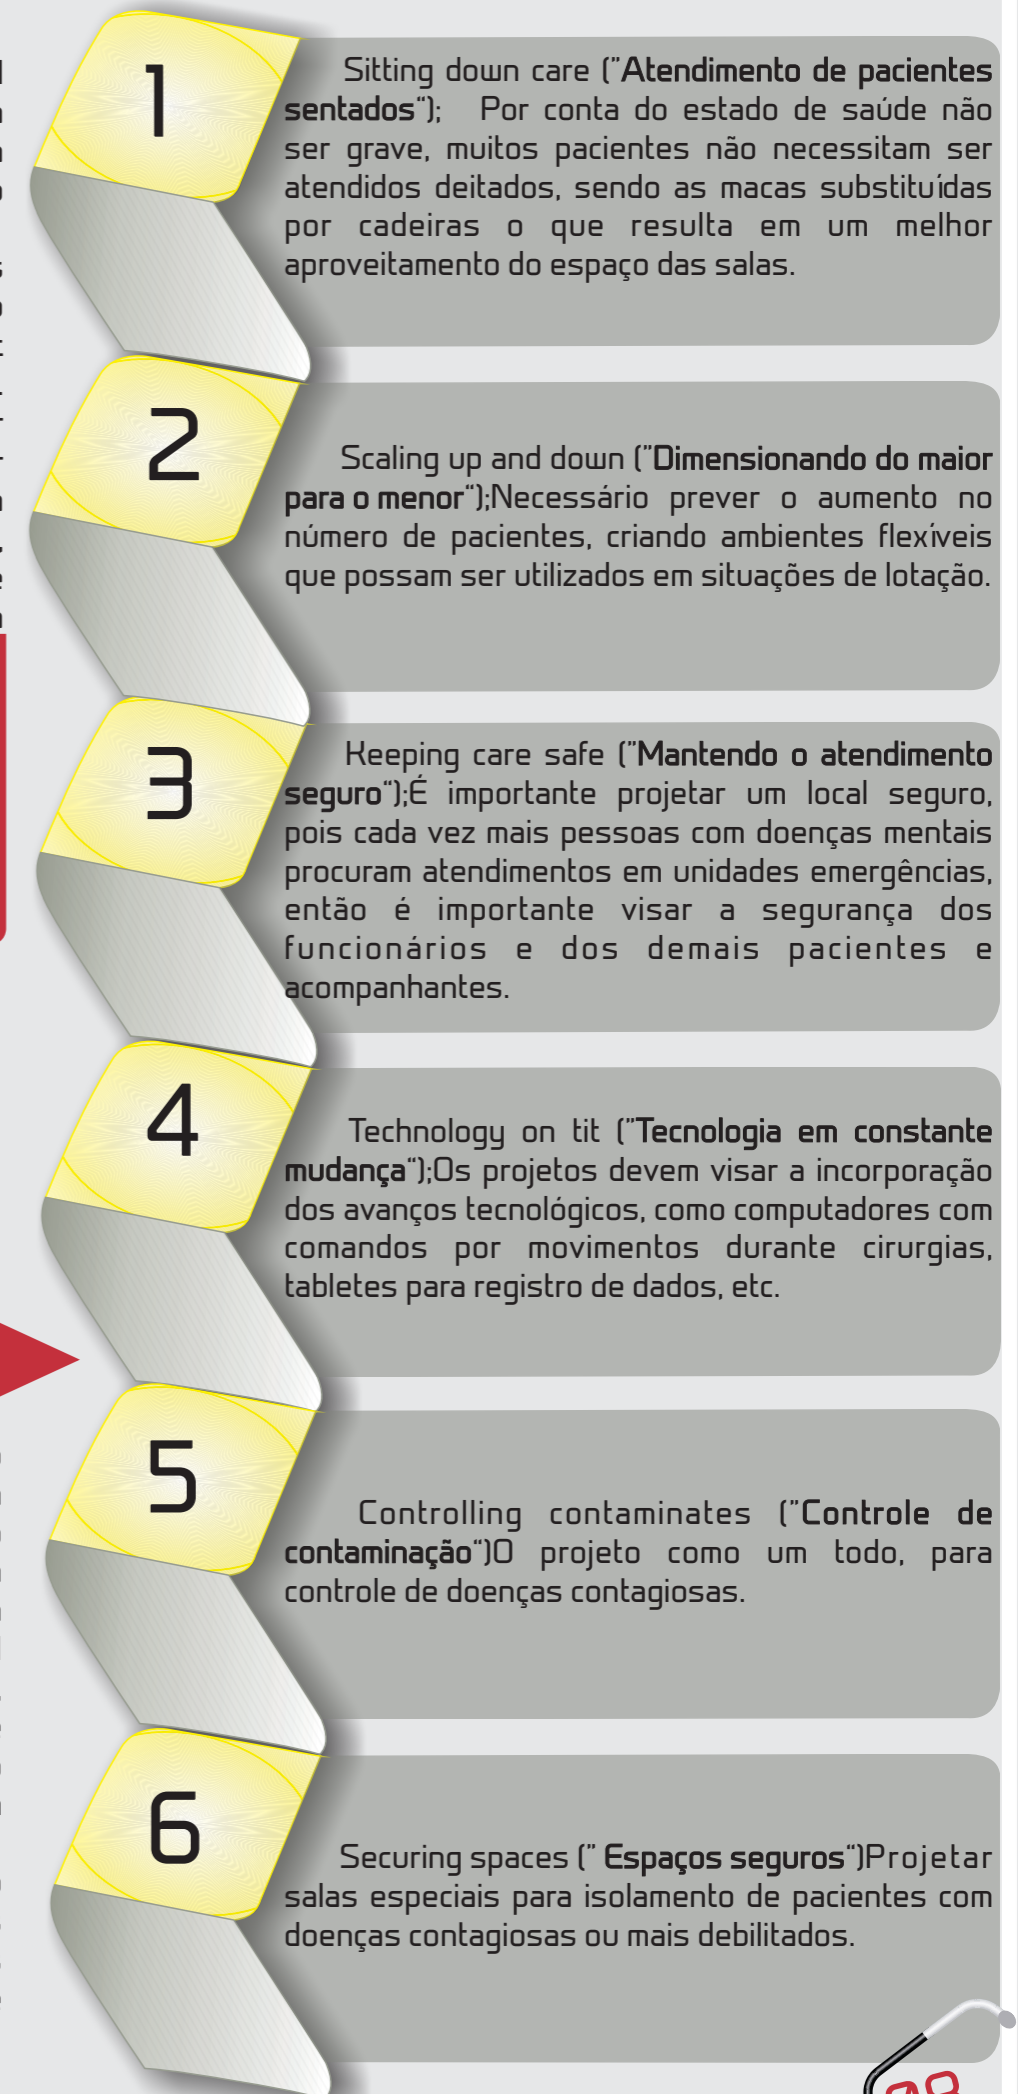 1
Sitting down care ("Atendimento de pacientes
sentados"); Por conta do estado de saúde não
ser grave, muitos pacientes não necessitam ser
atendidos deitados, sendo as macas substituídas
por cadeiras o que resulta em um melhor
aproveitamento do espaço das salas.
2
Scaling up and down ("Dimensionando do maior
para o menor");Necessário prever o aumento no
número de pacientes, criando ambientes flexíveis
que possam ser utilizados em situações de lotação.
3
Keeping care safe ("Mantendo o atendimento
seguro");É importante projetar um local seguro,
pois cada vez mais pessoas com doenças mentais
procuram atendimentos em unidades emergências,
então é importante visar a segurança dos
funcionários e dos demais pacientes e
acompanhantes.
4
Technology on tit ("Tecnologia em constante
mudança");Os projetos devem visar a incorporação
dos avanços tecnológicos, como computadores com
comandos por movimentos durante cirurgias,
tabletes para registro de dados, etc.
5
Controlling contaminates ("Controle de
contaminação")O projeto como um todo, para
controle de doenças contagiosas.
6
Securing spaces (" Espaços seguros")Projetar
salas especiais para isolamento de pacientes com
doenças contagiosas ou mais debilitados.